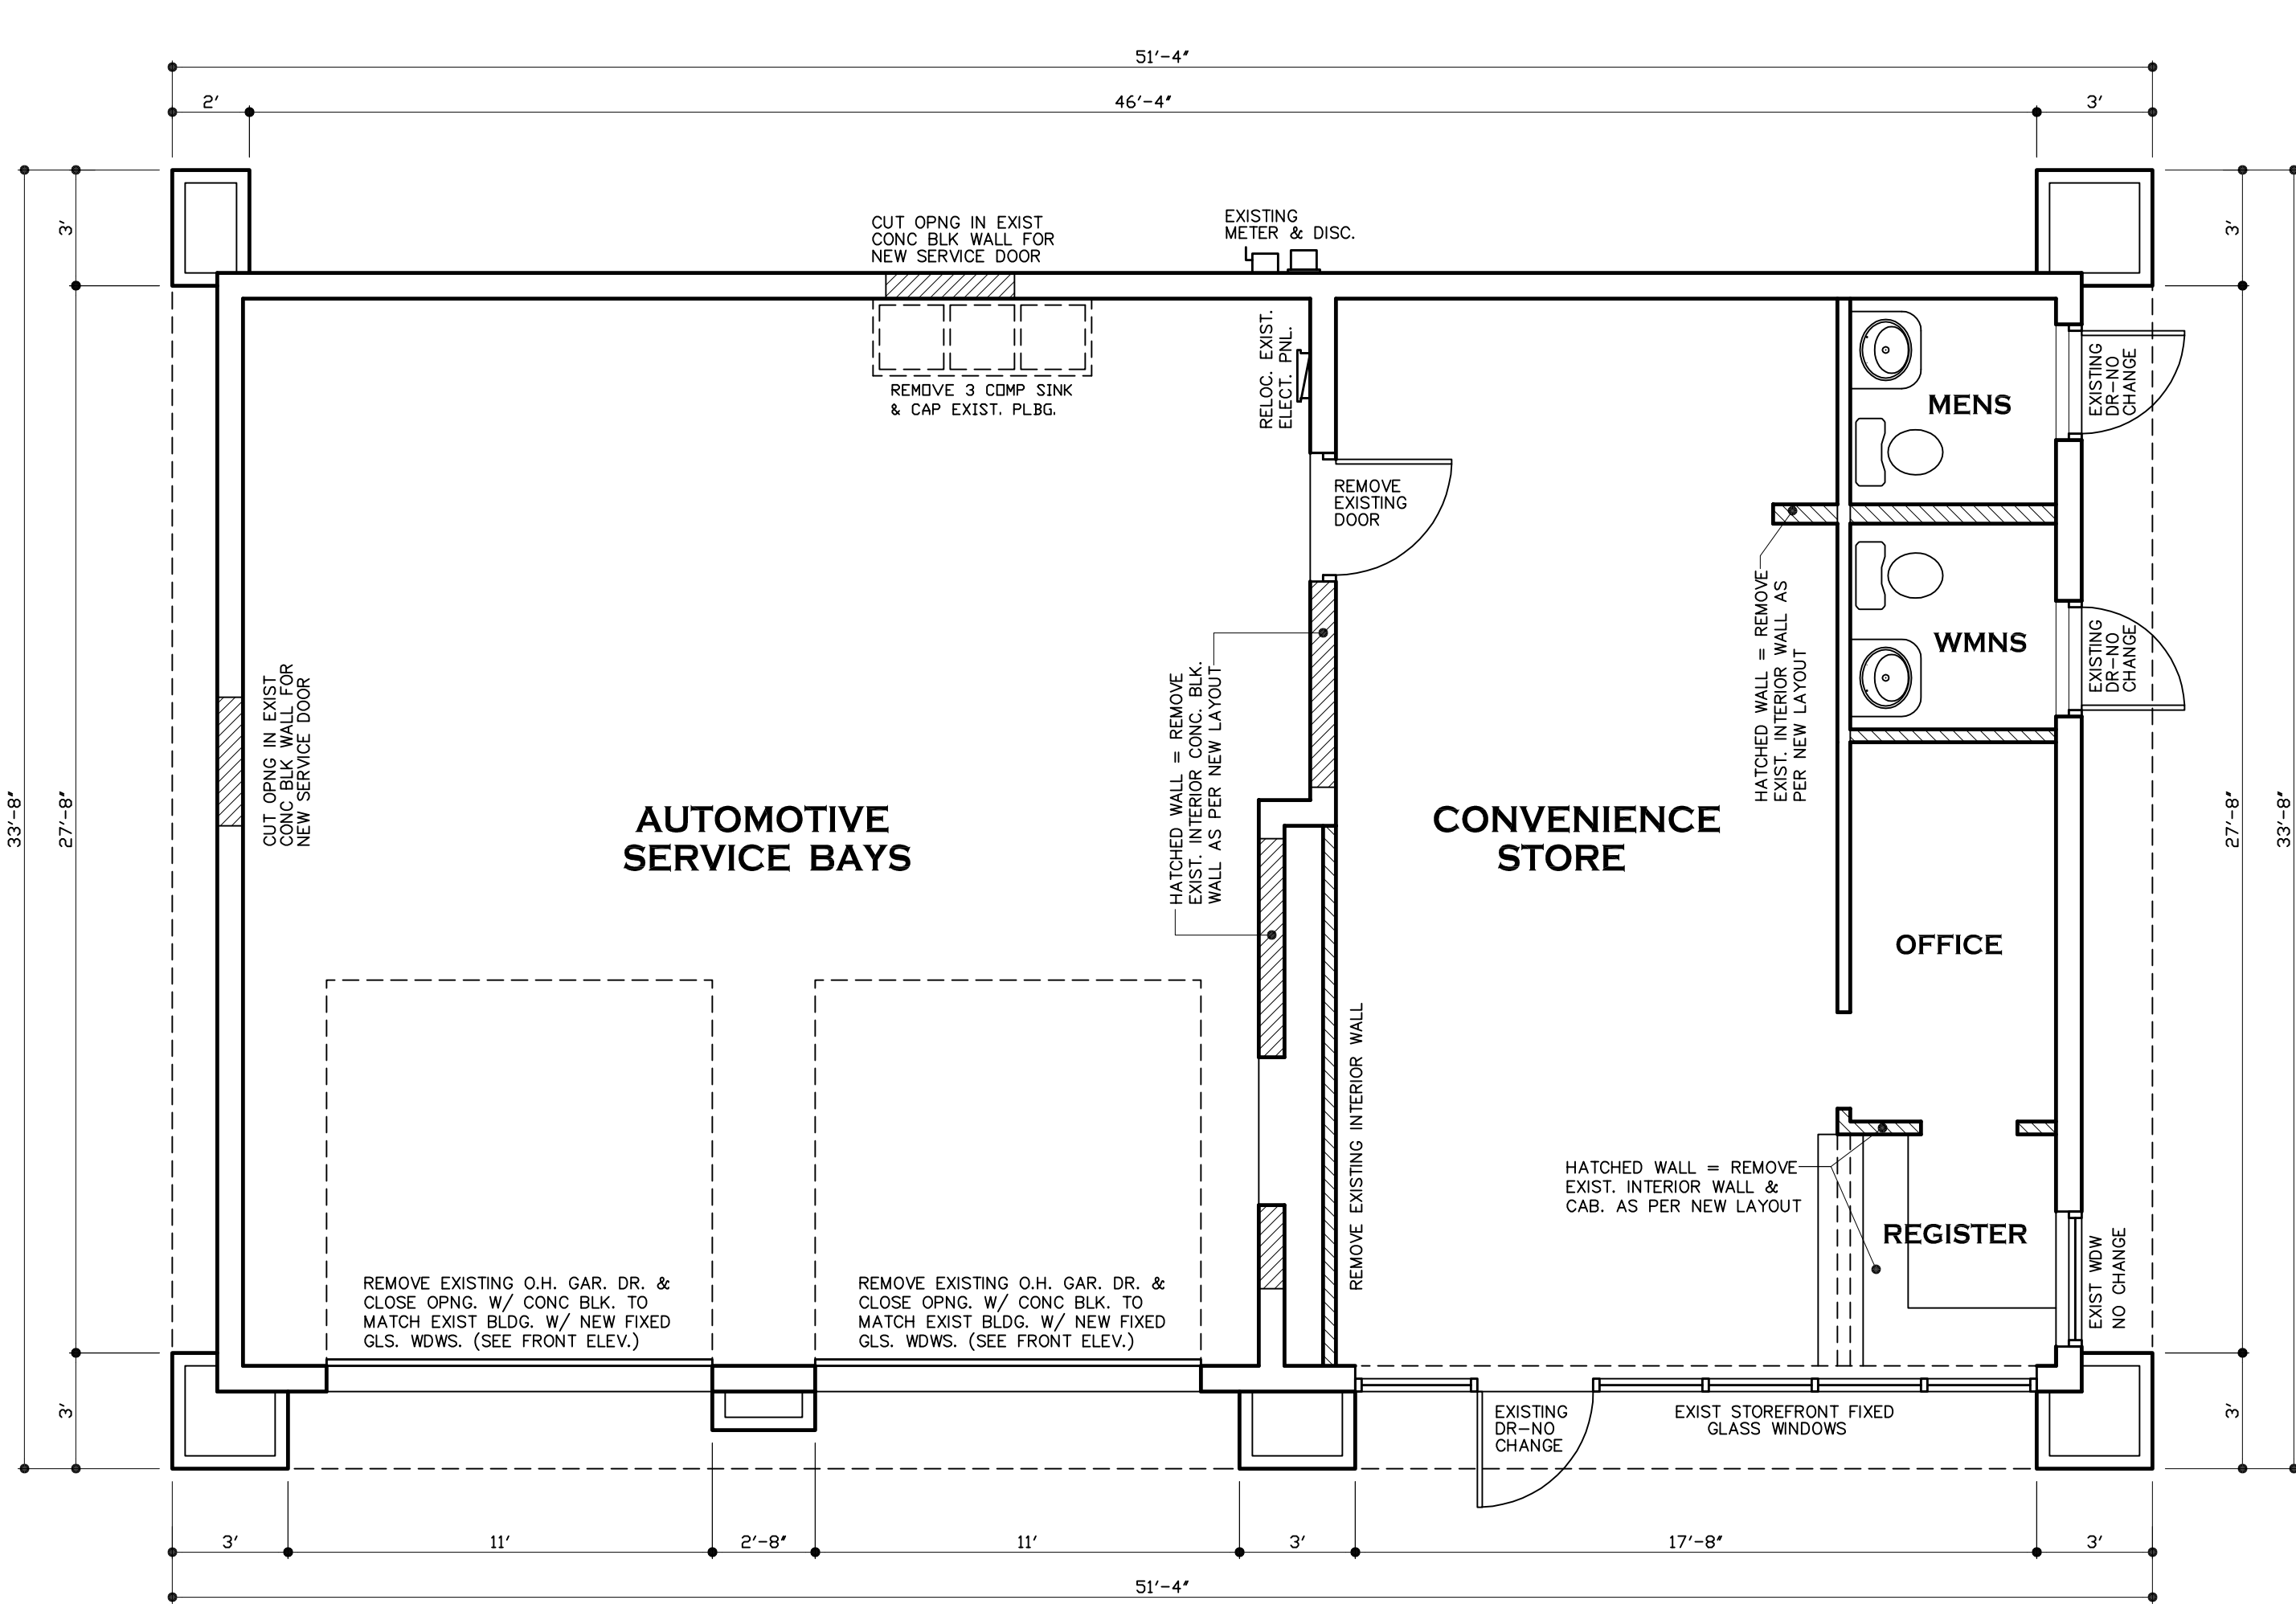 51'-4"
2'
46'-4"
3'
3'
3'
CUT OPNG IN EXIST
CONC BLK WALL FOR
NEW SERVICE DOOR
EXISTING
METER & DISC.
RELOC. EXIST.
ELECT. PNL.
REMOVE 3 COMP SINK
& CAP EXIST. PLBG.
MENS
EXISTING
DR-NO
CHANGE
REMOVE
EXISTING
DOOR
HATCHED WALL = REMOVE
EXIST. INTERIOR WALL AS
PER NEW LAYOUT
WMNS
EXISTING
DR-NO
CHANGE
CUT OPNG IN EXIST
CONC BLK WALL FOR
NEW SERVICE DOOR
HATCHED WALL = REMOVE
EXIST. INTERIOR CONC. BLK.
WALL AS PER NEW LAYOUT
33'-8"
27'-8"
AUTOMOTIVE
SERVICE BAYS
CONVENIENCE
STORE
27'-8"
33'-8"
OFFICE
REMOVE EXISTING INTERIOR WALL
HATCHED WALL = REMOVE
EXIST. INTERIOR WALL &
CAB. AS PER NEW LAYOUT
REGISTER
EXIST WDW
NO CHANGE
REMOVE EXISTING O.H. GAR. DR. &
CLOSE OPNG. W/ CONC BLK. TO
MATCH EXIST BLDG. W/ NEW FIXED
GLS. WDWS. (SEE FRONT ELEV.)
REMOVE EXISTING O.H. GAR. DR. &
CLOSE OPNG. W/ CONC BLK. TO
MATCH EXIST BLDG. W/ NEW FIXED
GLS. WDWS. (SEE FRONT ELEV.)
3'
EXISTING
DR-NO
CHANGE
EXIST STOREFRONT FIXED
GLASS WINDOWS
3'
3'
11'
2'-8"
11'
3'
17'-8"
3'
51'-4"